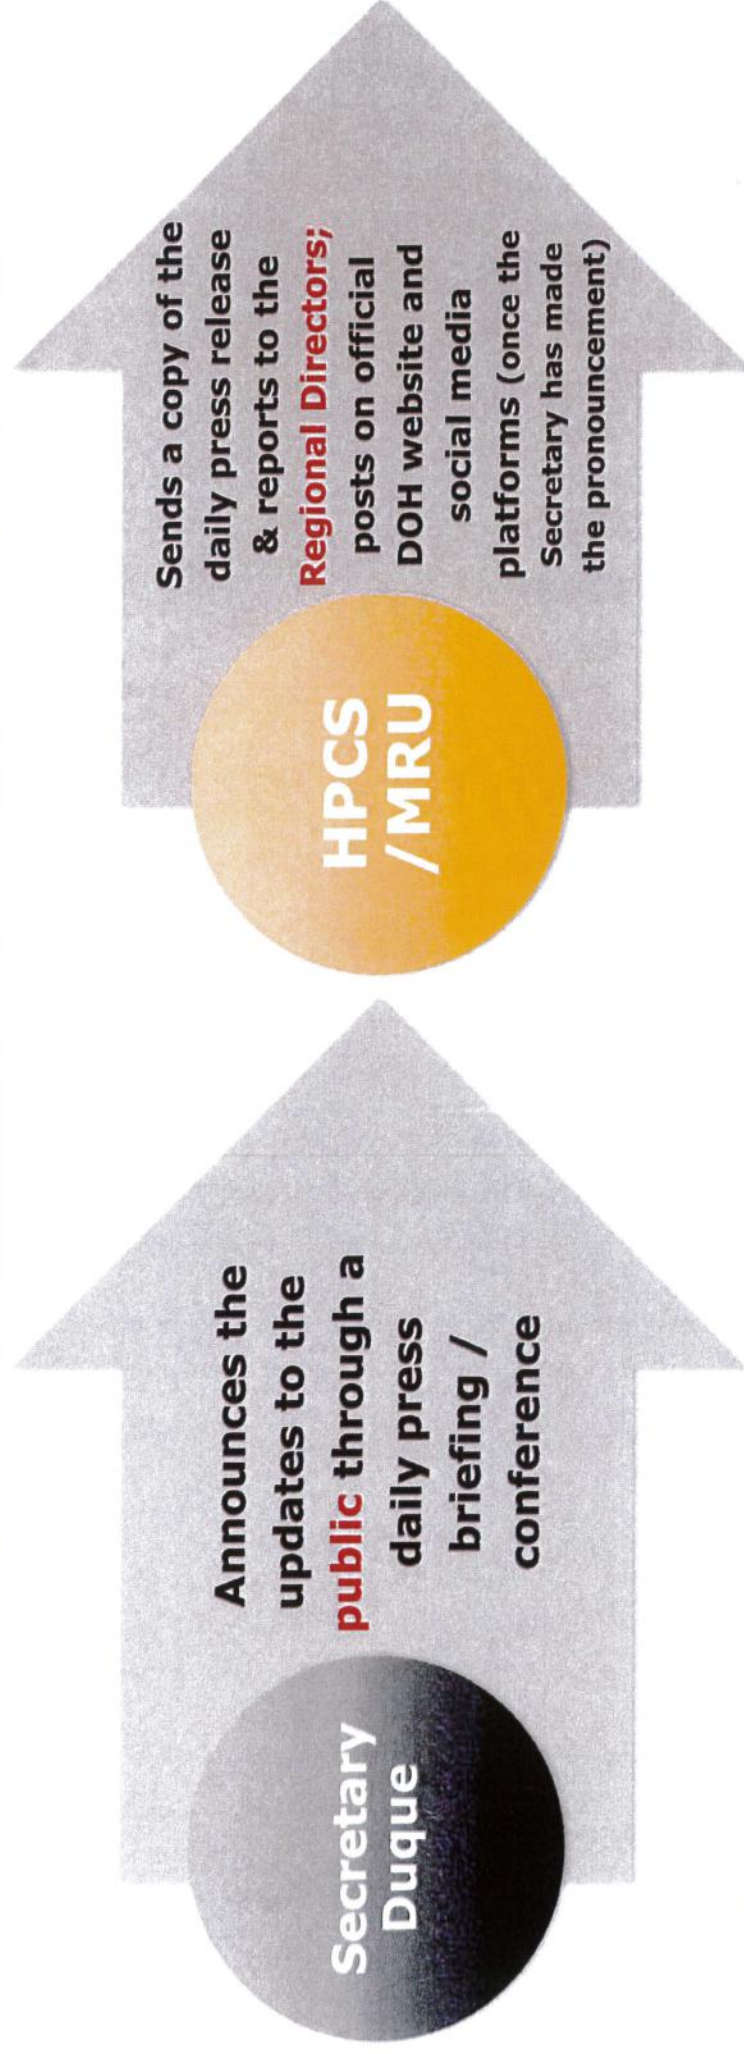 Secretary
Duque
Announces the
updates to the
public through a
daily press
briefing /
conference
HPCS
/MRU
Sends a copy of the
daily press release
& reports to the
Regional Directors;
posts on official
DOH website and
social media
platforms (once the
Secretary has made
the pronouncement)